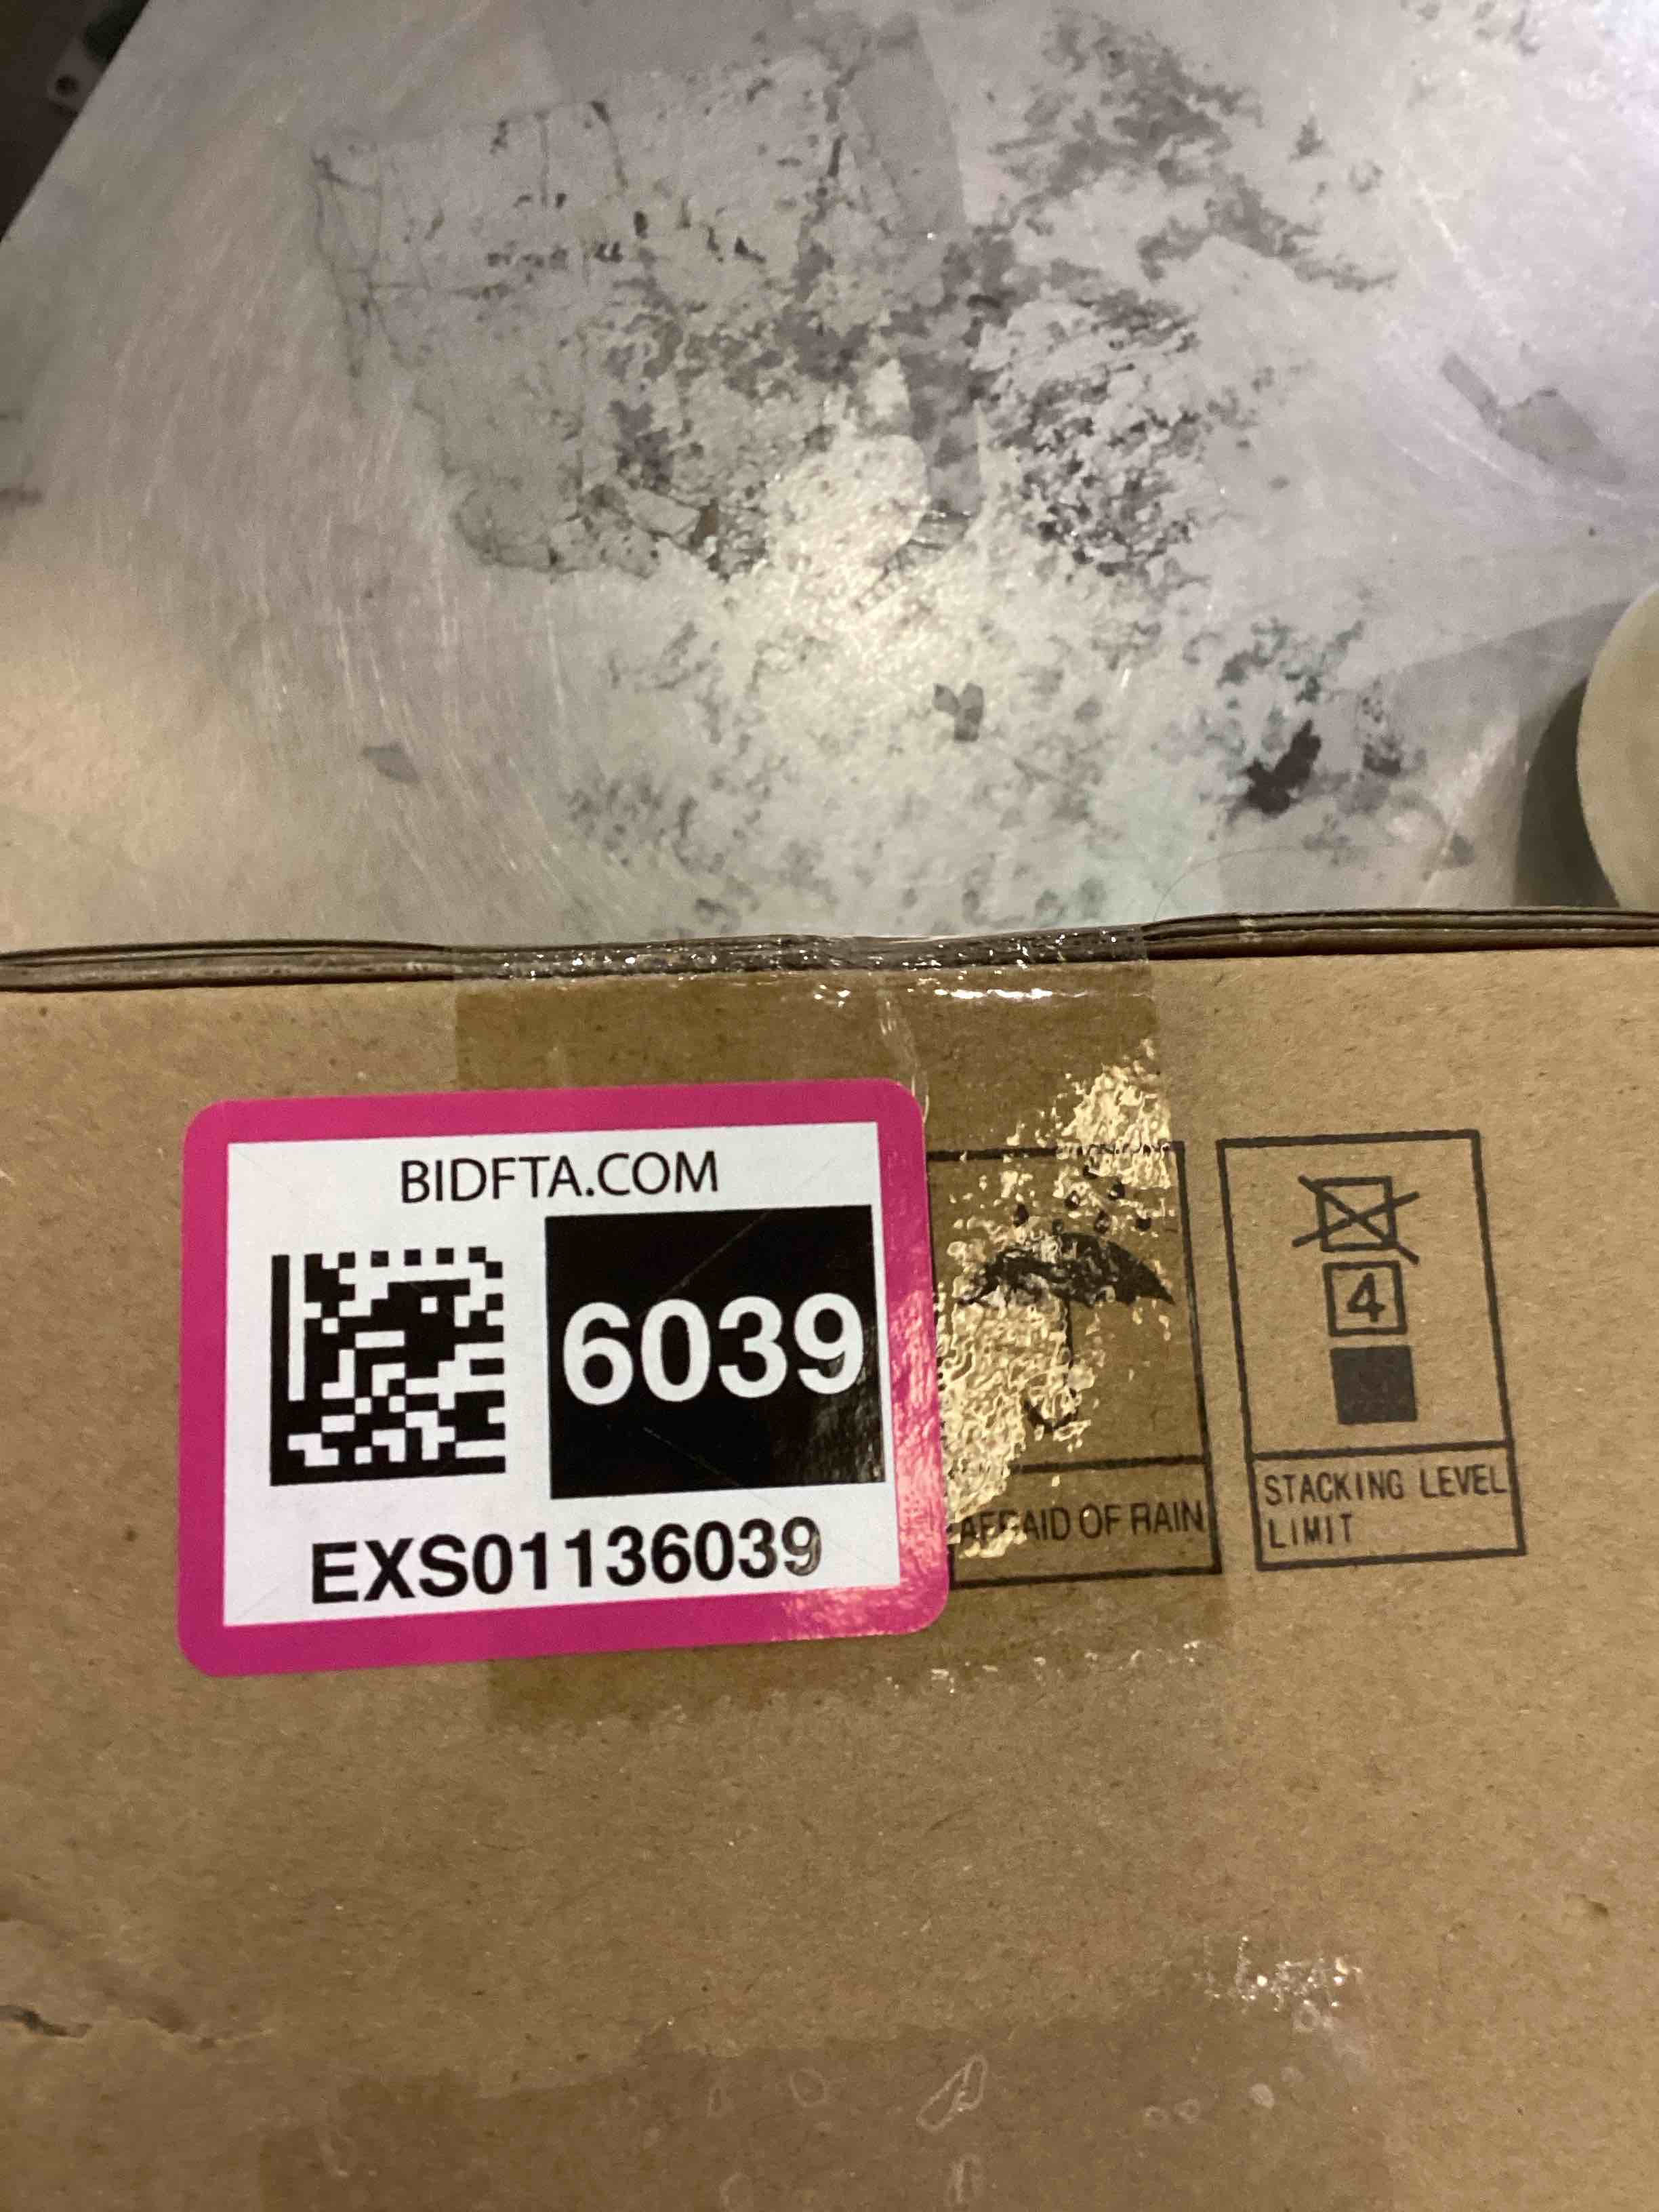 BIDFTA.COM
6039
EXS01136039
AFRAID OF RAIN
4
STACKING LEVEL
LIMIT